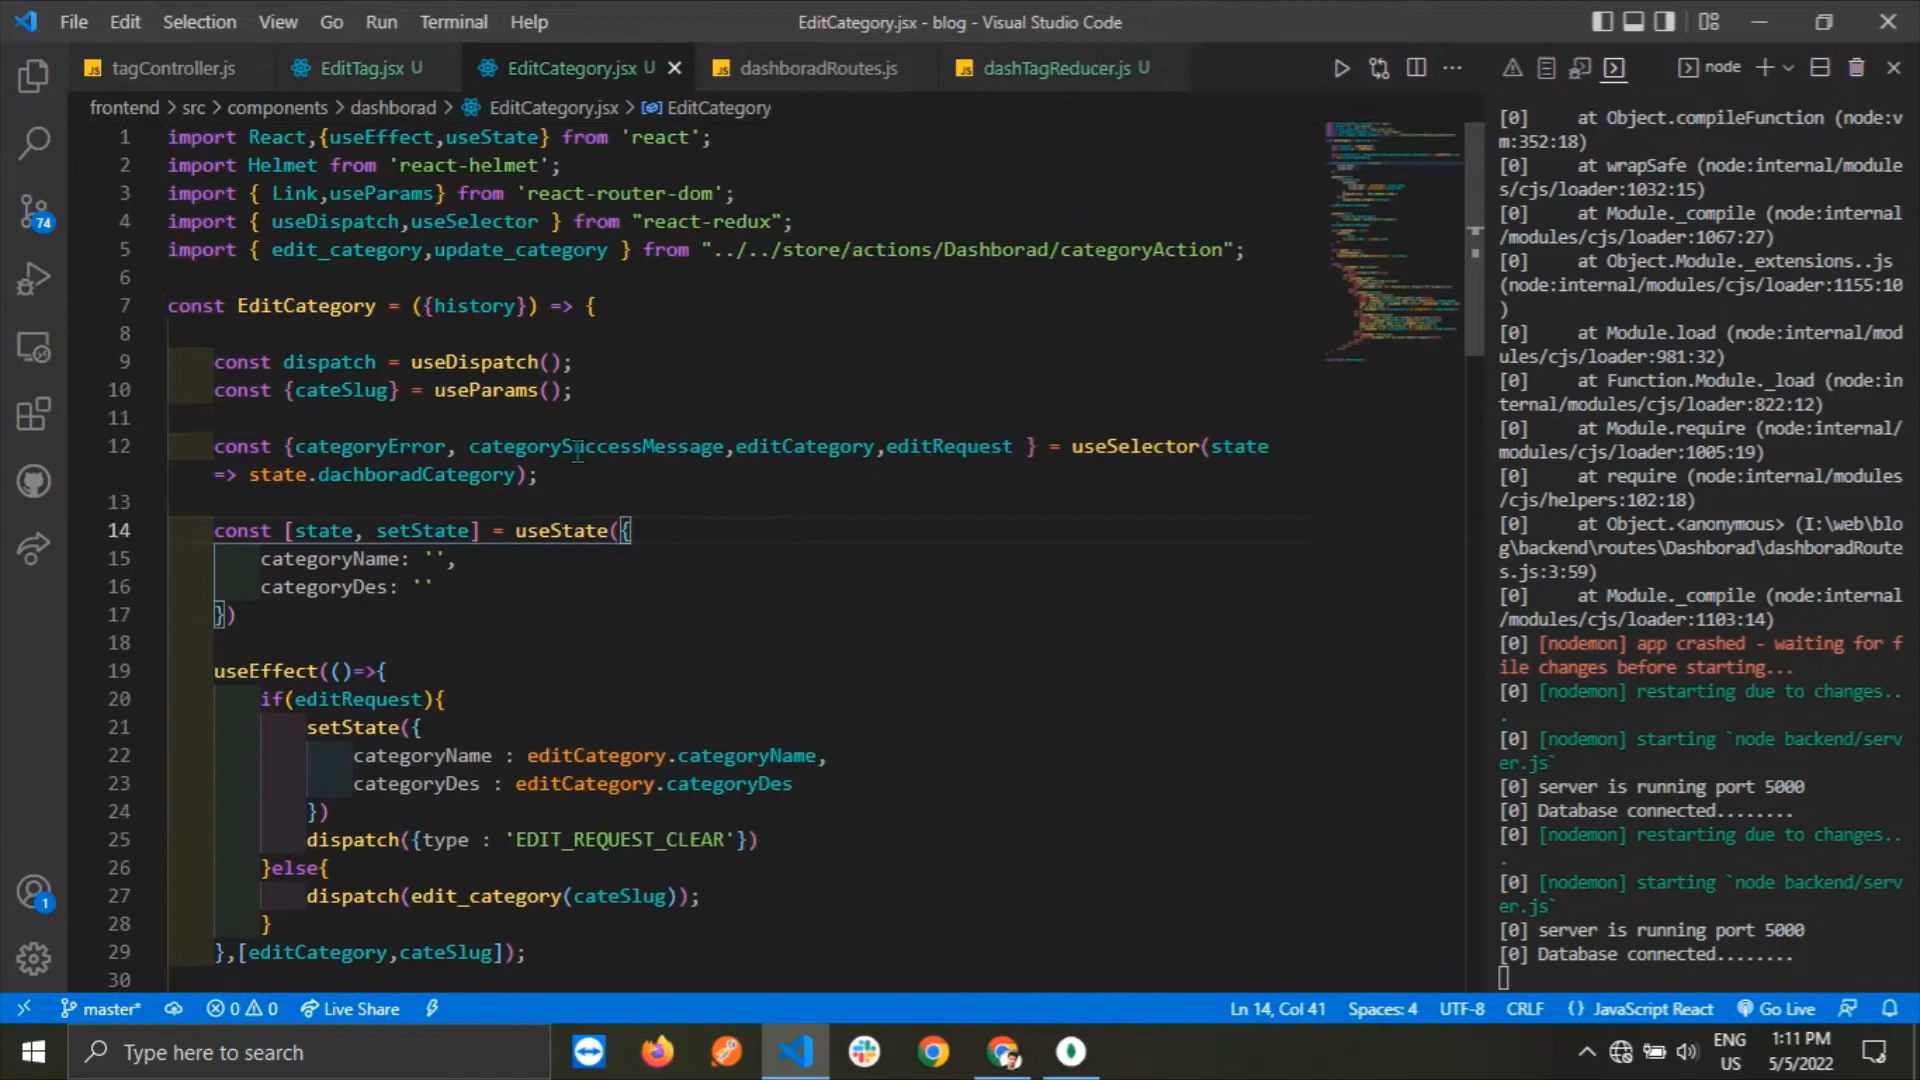 File Edit Selection View Go Run Terminal Help
EditCategory.jsx - blog - Visual Studio Code
tagController.js
EditTag.jsx U
EditCategory.jsx U
dashboradRoutes.js
dashTagReducer.js U
node
frontend > src > components > dashborad > EditCategory.jsx > EditCategory
1 import React,{useEffect,useState} from 'react';
2 import Helmet from 'react-helmet';
3 import { Link,useParams} from 'react-router-dom';
4 import { useDispatch,useSelector } from "react-redux";
5 import { edit_category,update_category } from "../../store/actions/Dashborad/categoryAction";
6
7 const EditCategory = ({history}) => {
8
9 const dispatch = useDispatch();
10 const {cateSlug} = useParams();
11
12 const {categoryError, categorySuccessMessage,editCategory,editRequest } = useSelector(state
=> state.dachboradCategory);
13
14 const [state, setState] = useState({
15 categoryName: '',
16 categoryDes: ''
17 })
18
19 useEffect(()=>{
20 if(editRequest){
21 setState({
22 categoryName : editCategory.categoryName,
23 categoryDes : editCategory.categoryDes
24 })
25 dispatch({type : 'EDIT_REQUEST_CLEAR'})
26 }else{
27 dispatch(edit_category(cateSlug));
28 }
29 },[editCategory,cateSlug]);
30
[0] at Object.compileFunction (node:v
m:352:18)
[0] at wrapSafe (node:internal/module
s/cjs/loader:1032:15)
[0] at Module._compile (node:internal
/modules/cjs/loader:1067:27)
[0] at Object.Module._extensions..js
(node:internal/modules/cjs/loader:1155:10
)
[0] at Module.load (node:internal/mod
ules/cjs/loader:981:32)
[0] at Function.Module._load (node:in
ternal/modules/cjs/loader:822:12)
[0] at Module.require (node:internal/
modules/cjs/loader:1005:19)
[0] at require (node:internal/modules
/cjs/helpers:102:18)
[0] at Object.<anonymous> (I:\web\blo
g\backend\routes\Dashborad\dashboradRoute
s.js:3:59)
[0] at Module._compile (node:internal
/modules/cjs/loader:1103:14)
[0] [nodemon] app crashed - waiting for f
ile changes before starting...
[0] [nodemon] restarting due to changes..
.
[0] [nodemon] starting `node backend/serv
er.js`
[0] server is running port 5000
[0] Database connected........
[0] [nodemon] restarting due to changes..
.
[0] [nodemon] starting `node backend/serv
er.js`
[0] server is running port 5000
[0] Database connected........
74
1
master* 0 0 Live Share
Ln 14, Col 41 Spaces: 4 UTF-8 CRLF {} JavaScript React Go Live
Type here to search
ENG
US
1:11 PM
5/5/2022